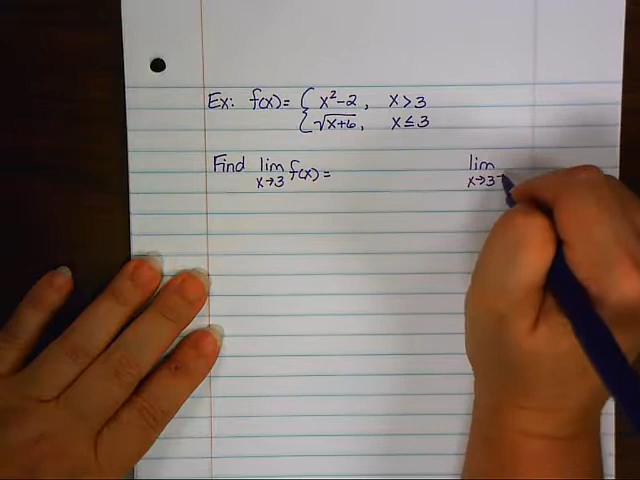 Ex: f(x) = { x²-2, x > 3
√x+6, x ≤ 3
Find lim f(x) = lim
x→3 x→3⁻